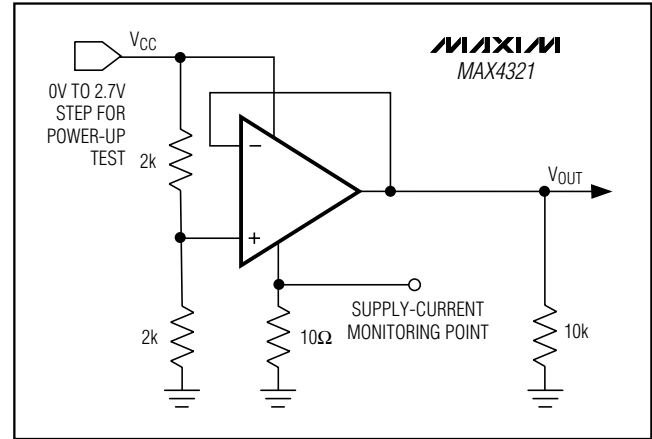 VCC
MAXIM
MAX4321
0V TO 2.7V
STEP FOR
POWER-UP
TEST
2k
−
+
VOUT
2k
10Ω
SUPPLY-CURRENT
MONITORING POINT
10k